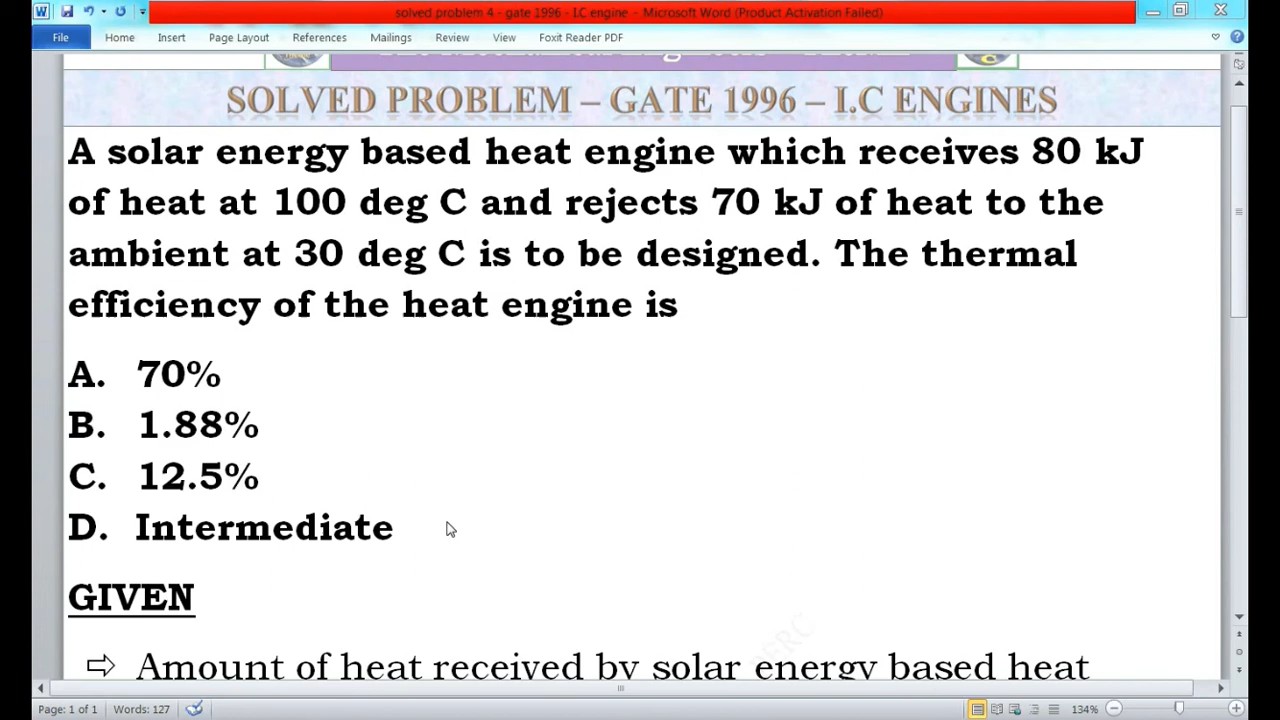 solved problem 4 - gate 1996 - I.C engine - Microsoft Word (Product Activation Failed)
File Home Insert Page Layout References Mailings Review View Foxit Reader PDF
SOLVED PROBLEM – GATE 1996 – I.C ENGINES
A solar energy based heat engine which receives 80 kJ
of heat at 100 deg C and rejects 70 kJ of heat to the
ambient at 30 deg C is to be designed. The thermal
efficiency of the heat engine is
A. 70%
B. 1.88%
C. 12.5%
D. Intermediate
GIVEN
⇨ Amount of heat received by solar energy based heat
Page: 1 of 1 Words: 127 134%